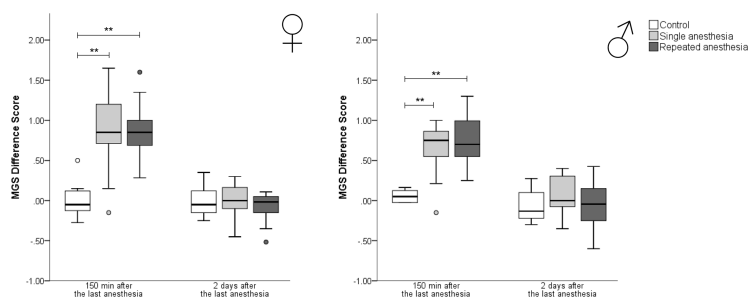 MGS Difference Score
2.00
1.50
1.00
.50
.00
-.50
-1.00
**
**
150 min after
the last anesthesia
2 days after
the last anesthesia
MGS Difference Score
2.00
1.50
1.00
.50
.00
-.50
-1.00
**
**
150 min after
the last anesthesia
2 days after
the last anesthesia
Control
Single anesthesia
Repeated anesthesia